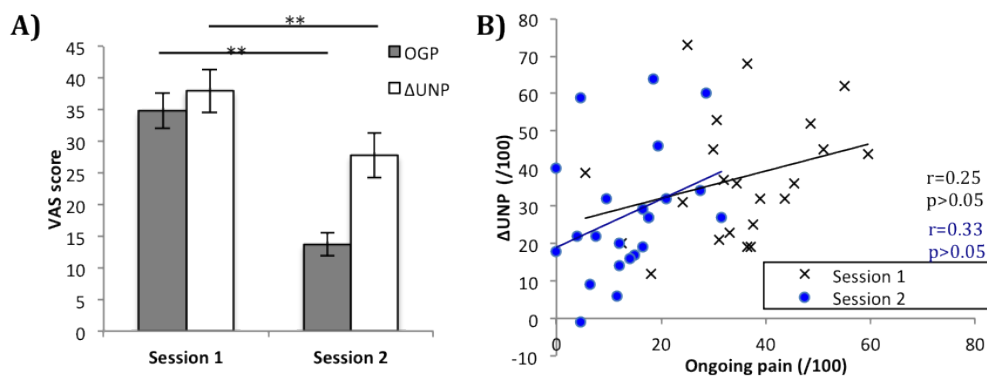 A)
**
**
OGP
ΔUNP
45
40
35
30
25
20
15
10
5
0
VAS score
Session 1
Session 2
B)
80
70
60
50
40
30
20
10
0
-10
ΔUNP (/100)
0
20
40
60
80
Ongoing pain (/100)
r=0.25
p>0.05
r=0.33
p>0.05
Session 1
Session 2